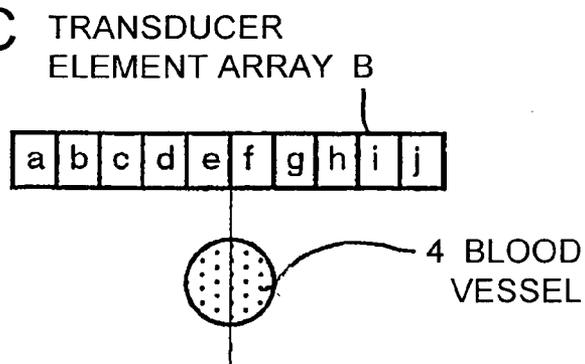 C TRANSDUCER
ELEMENT ARRAY B
a b c d e f g h i j
4 BLOOD
VESSEL